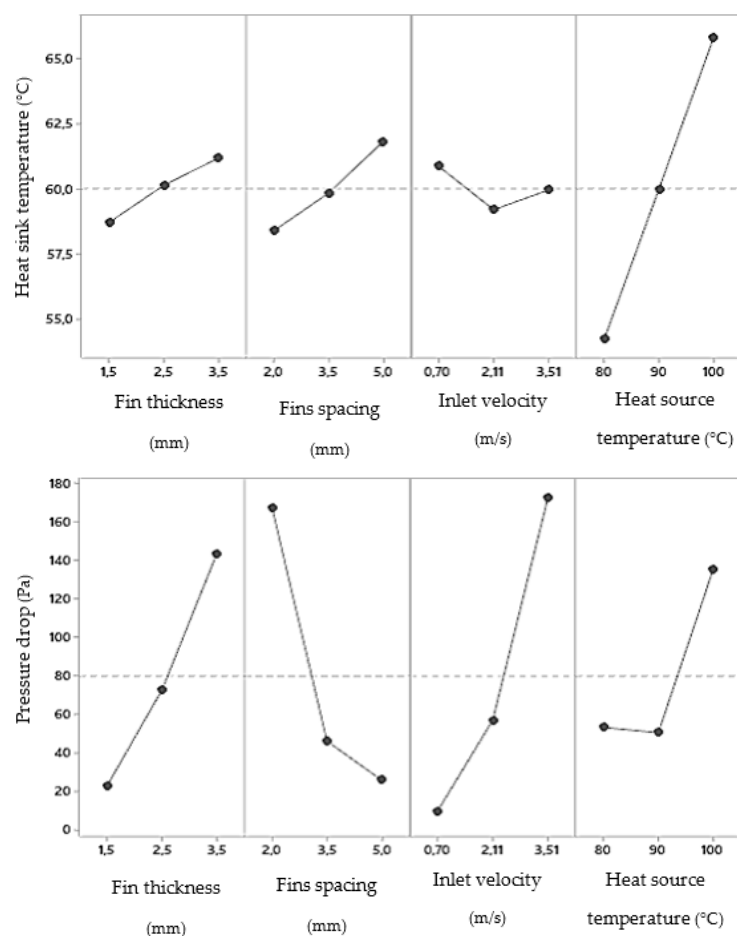 Heat sink temperature (°C)
65,0
62,5
60,0
57,5
55,0
1,5 2,5 3,5 2,0 3,5 5,0 0,70 2,11 3,51 80 90 100
Fin thickness Fins spacing Inlet velocity Heat source
(mm) (mm) (m/s) temperature (°C)
Pressure drop (Pa)
180
160
140
120
100
80
60
40
20
0
1,5 2,5 3,5 2,0 3,5 5,0 0,70 2,11 3,51 80 90 100
Fin thickness Fins spacing Inlet velocity Heat source
(mm) (mm) (m/s) temperature (°C)